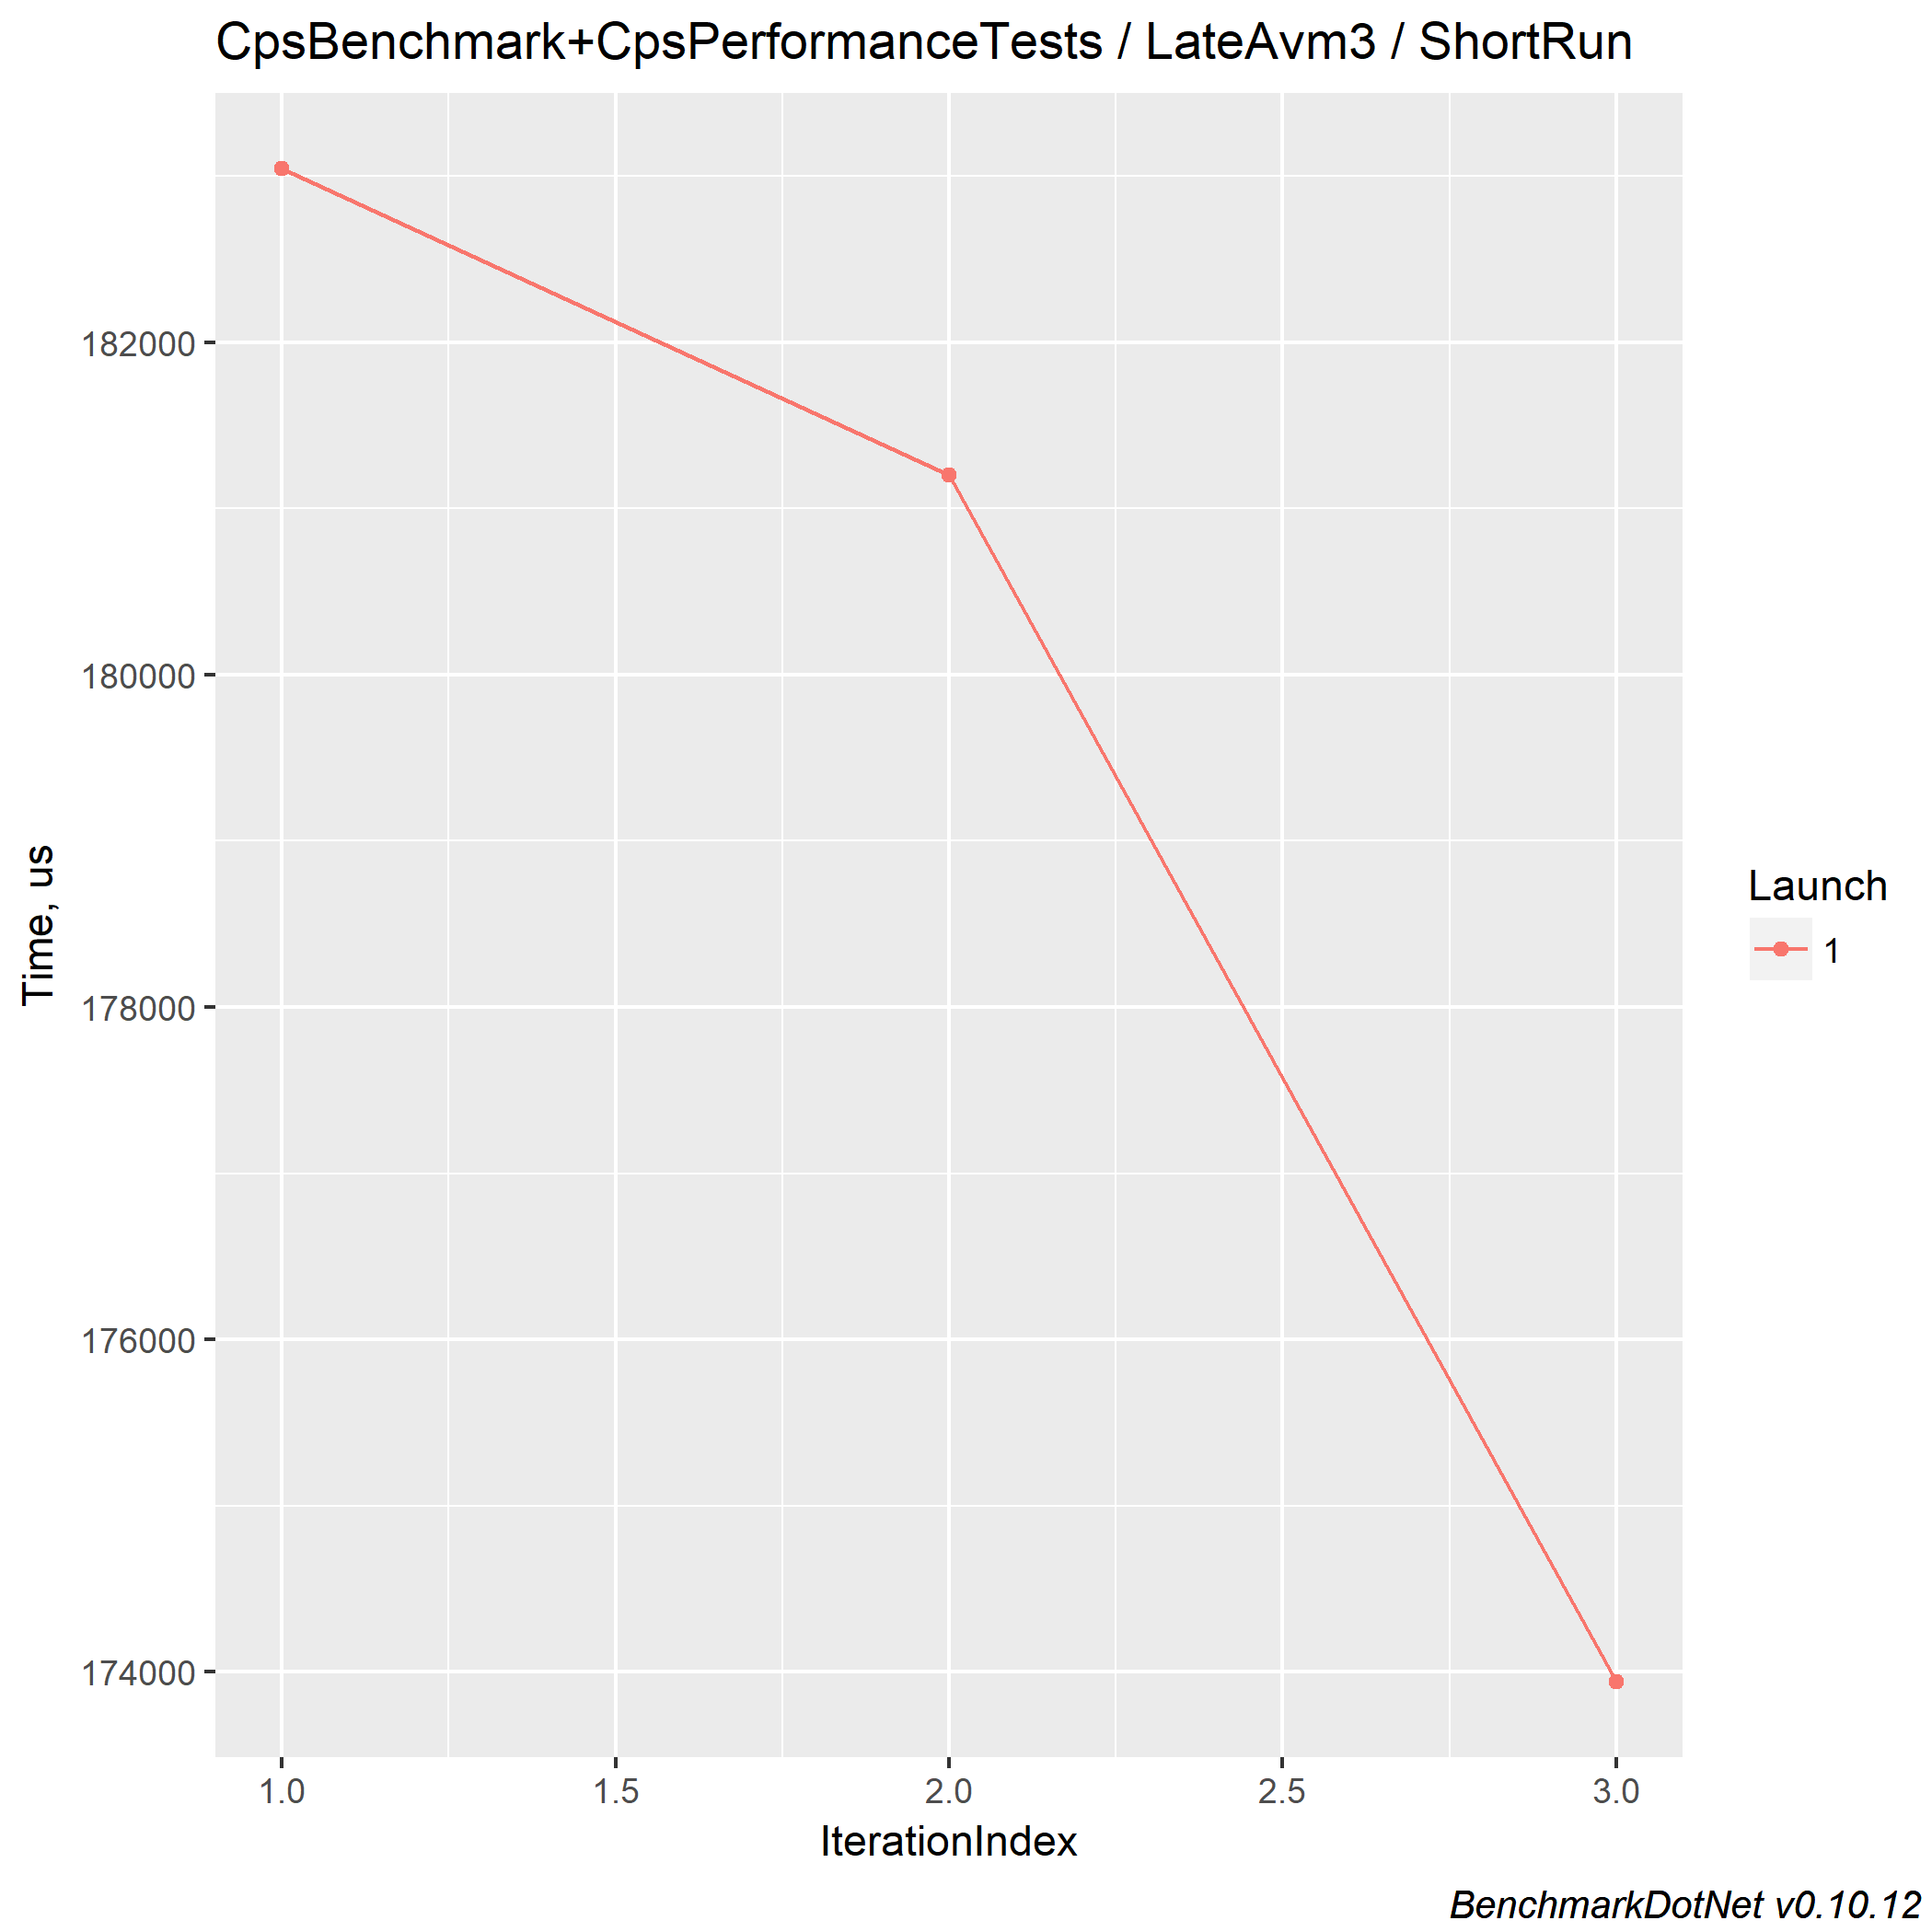 CpsBenchmark+CpsPerformanceTests / LateAvm3 / ShortRun
182000
180000
178000
176000
174000
Time, us
1.0 1.5 2.0 2.5 3.0
IterationIndex
Launch
1
BenchmarkDotNet v0.10.12